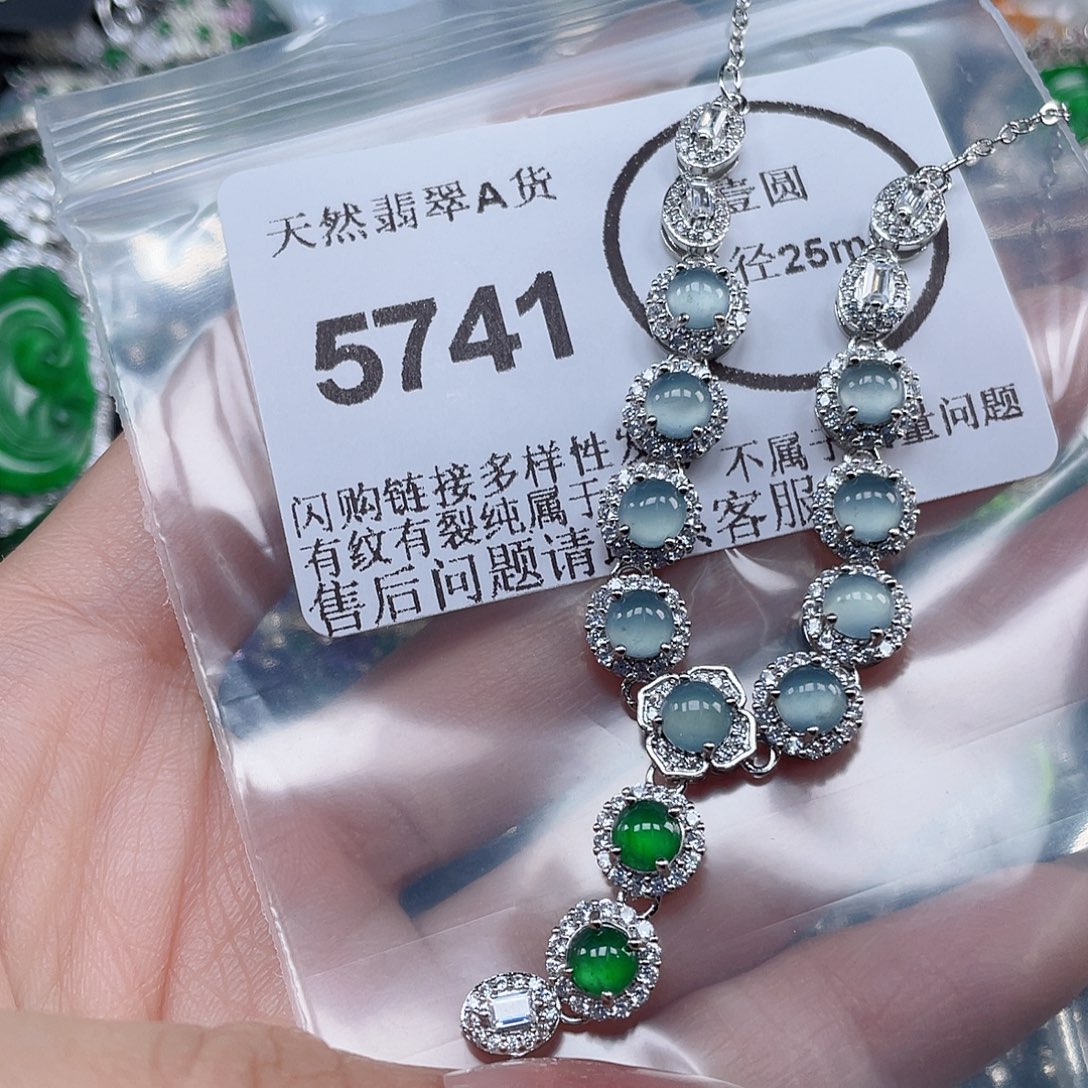 天然翡翠A货
5741
壹圆
径25m
闪购链接多样性 不属于 量问题
有纹有裂纯属于
售后问题请 客服